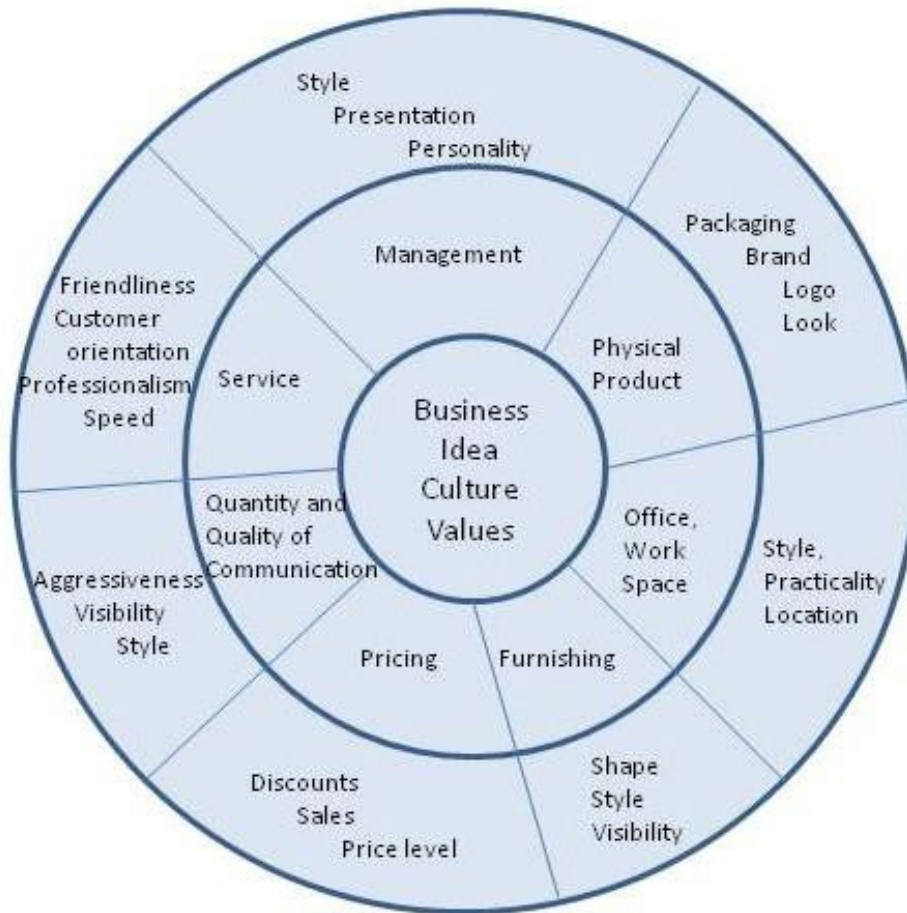 Style
Presentation
Personality
Management
Packaging
Brand
Logo
Look
Physical
Product
Friendliness
Customer
orientation
Professionalism
Speed
Service
Business
Idea
Culture
Values
Quantity and
Quality of
Communication
Office,
Work
Space
Style,
Practicality
Location
Aggressiveness
Visibility
Style
Pricing
Furnishing
Discounts
Sales
Price level
Shape
Style
Visibility